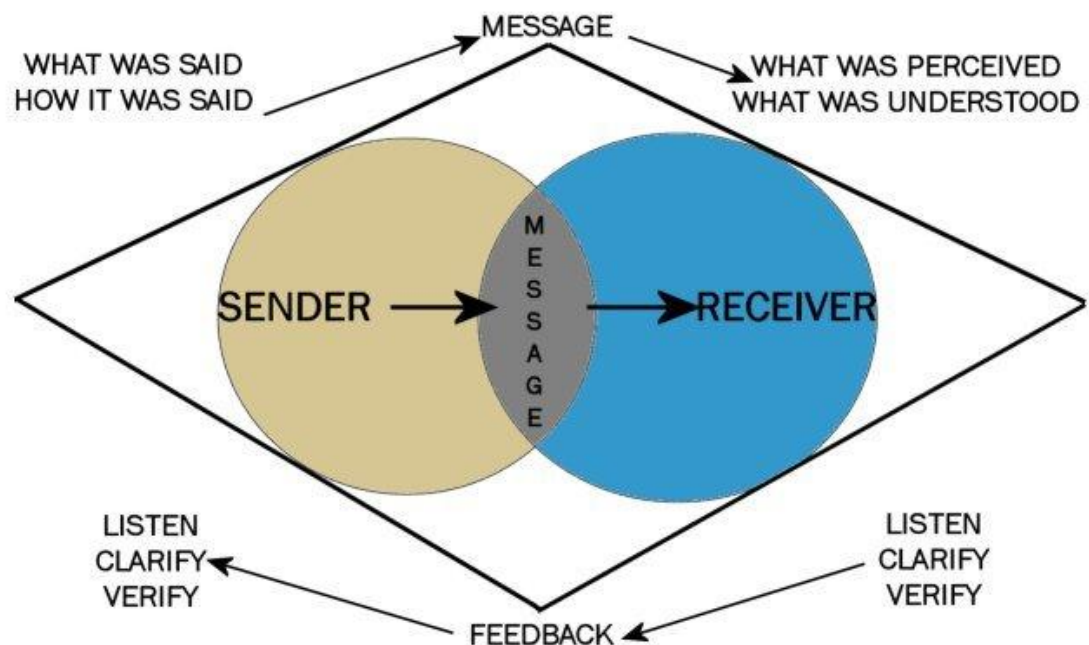 MESSAGE
WHAT WAS SAID
HOW IT WAS SAID
WHAT WAS PERCEIVED
WHAT WAS UNDERSTOOD
SENDER
MESSAGE
RECEIVER
LISTEN
CLARIFY
VERIFY
LISTEN
CLARIFY
VERIFY
FEEDBACK